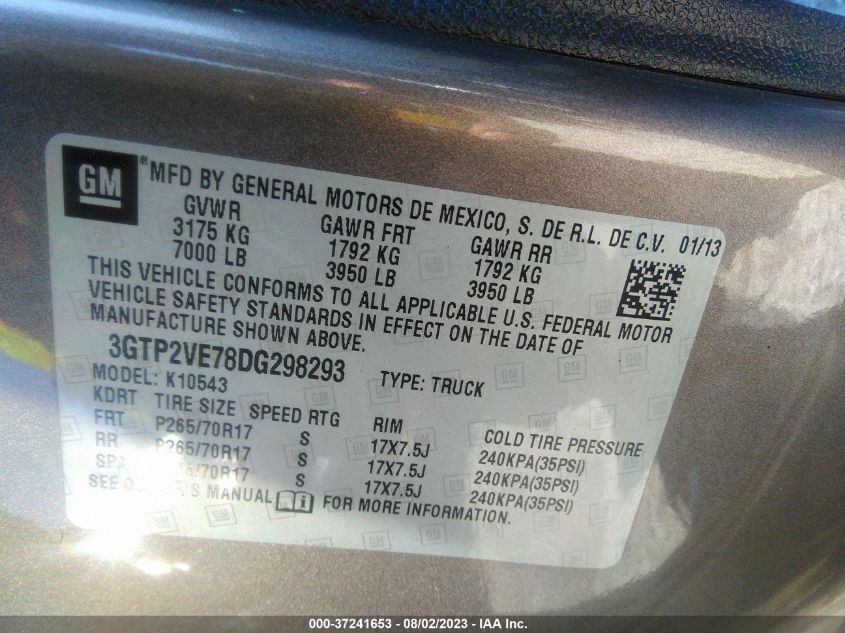 GM ® MFD BY GENERAL MOTORS DE MEXICO, S. DE R.L. DE C.V. 01/13
GVWR GAWR FRT GAWR RR
3175 KG 1792 KG 1792 KG
7000 LB 3950 LB 3950 LB
THIS VEHICLE CONFORMS TO ALL APPLICABLE U.S. FEDERAL MOTOR
VEHICLE SAFETY STANDARDS IN EFFECT ON THE DATE OF
MANUFACTURE SHOWN ABOVE.
3GTP2VE78DG298293 TYPE: TRUCK
MODEL: K10543
KDRT TIRE SIZE SPEED RTG RIM COLD TIRE PRESSURE
FRT P265/70R17 S 17X7.5J 240KPA(35PSI)
RR P265/70R17 S 17X7.5J 240KPA(35PSI)
265/70R17 S 17X7.5J 240KPA(35PSI)
SEE MANUAL FOR MORE INFORMATION.
000-37241653 - 08/02/2023 - IAA Inc.